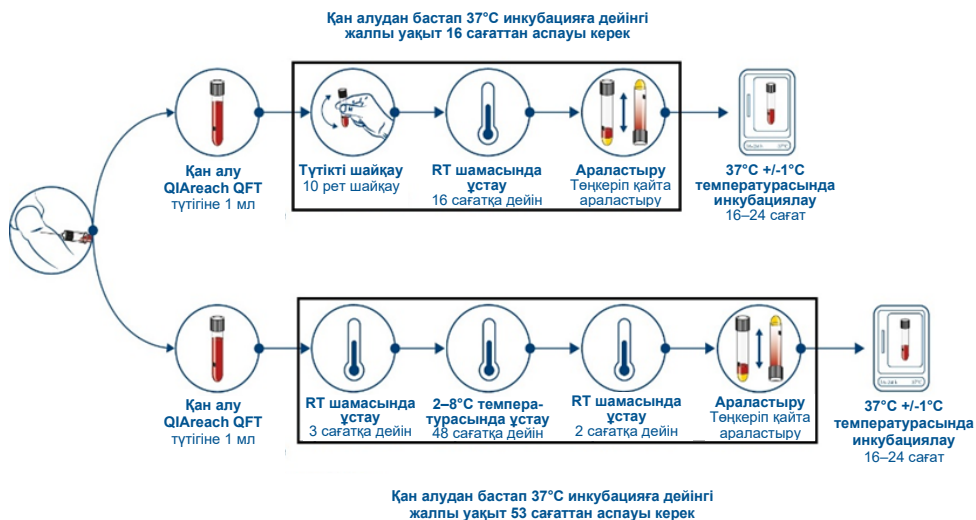 Қан алудан бастап 37°C инкубацияға дейінгі
жалпы уақыт 16 сағаттан аспауы керек
Қан алу
QIAreach QFT
түтігіне 1 мл
Түтікті шайқау
10 рет шайқау
RT шамасында
ұстау
16 сағатқа дейін
Араластыру
Төңкеріп қайта
араластыру
37°C +/-1°C
температурасында
инкубациялау
16–24 сағат
Қан алу
QIAreach QFT
түтігіне 1 мл
RT шамасында
ұстау
3 сағатқа дейін
2–8°C темпера-
турасында ұстау
48 сағатқа дейін
RT шамасында
ұстау
2 сағатқа дейін
Араластыру
Төңкеріп қайта
араластыру
37°C +/-1°C
температурасында
инкубациялау
16–24 сағат
Қан алудан бастап 37°C инкубацияға дейінгі
жалпы уақыт 53 сағаттан аспауы керек